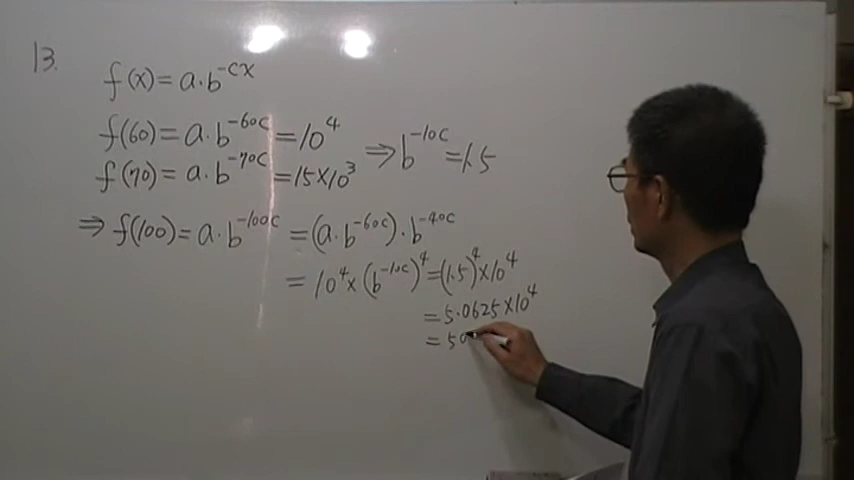 13.
f(x)=a·b^{-cx}
f(60)=a·b^{-60c}=10^4
f(70)=a·b^{-70c}=15×10^3
⇒b^{-10c}=1.5
⇒f(100)=a·b^{-100c}=(a·b^{-60c})·b^{-40c}
=10^4×(b^{-10c})^4=(1.5)^4×10^4
=5.0625×10^4
=50